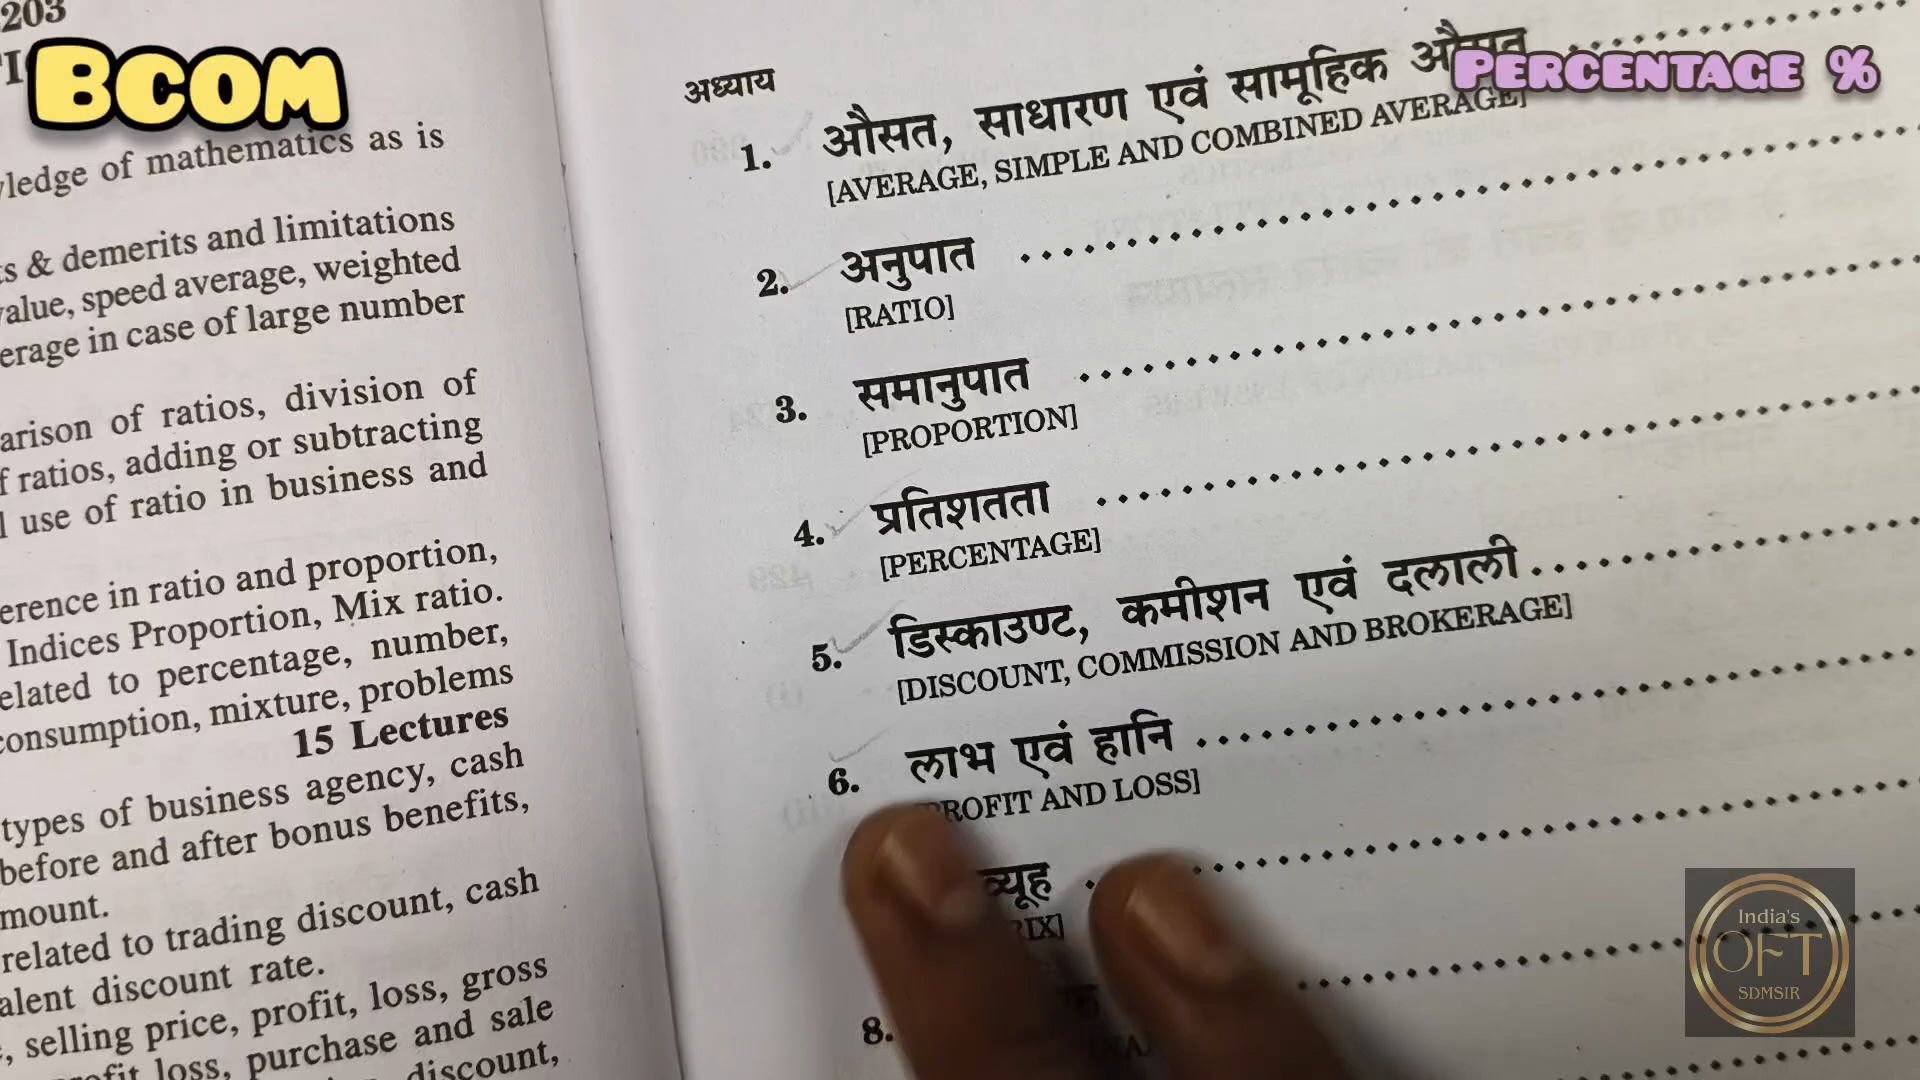 203
BCOM
ledge of mathematics as is
& demerits and limitations
value, speed average, weighted
erage in case of large number
arison of ratios, division of
f ratios, adding or subtracting
use of ratio in business and
erence in ratio and proportion,
Indices Proportion, Mix ratio.
elated to percentage, number,
consumption, mixture, problems
15 Lectures
types of business agency, cash
before and after bonus benefits,
mount.
related to trading discount, cash
alent discount rate.
selling price, profit, loss, gross
loss, purchase and sale
discount,
PERCENTAGE %
अध्याय
1. औसत, साधारण एवं सामूहिक औसत
[AVERAGE, SIMPLE AND COMBINED AVERAGE]
2. अनुपात
[RATIO]
3. समानुपात
[PROPORTION]
4. प्रतिशतता
[PERCENTAGE]
5. डिस्काउण्ट, कमीशन एवं दलाली
[DISCOUNT, COMMISSION AND BROKERAGE]
6. लाभ एवं हानि
PROFIT AND LOSS]
व्यूह
RIX]
8.
India's
OFT
SDMSIR